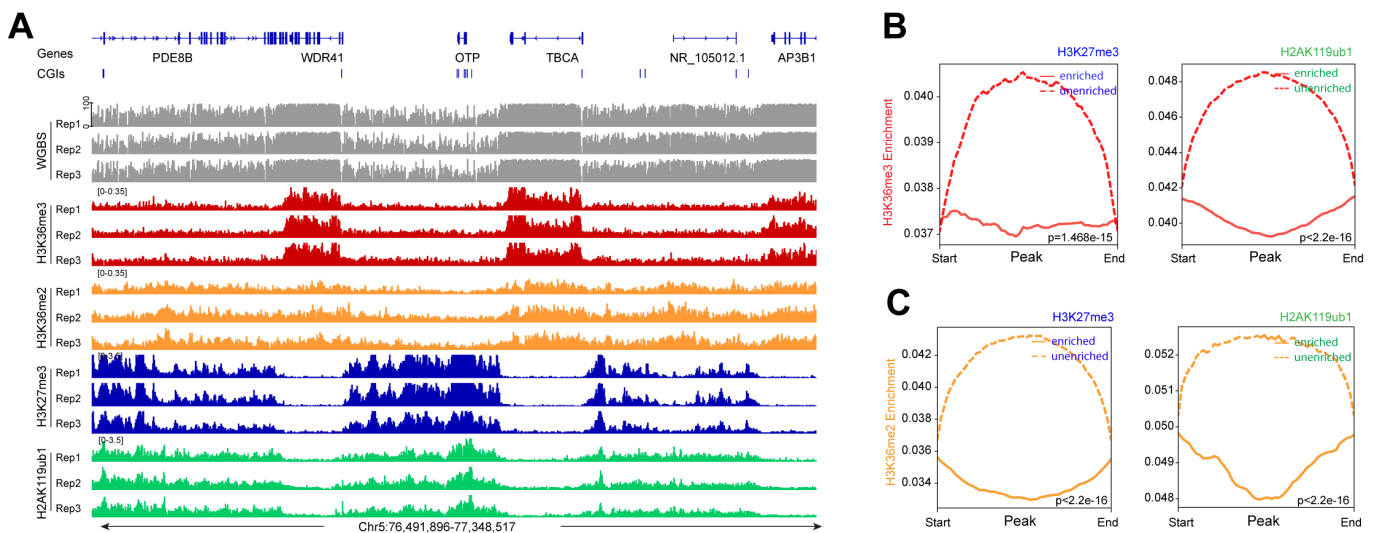 A
Genes
PDE8B WDR41 OTP TBCA NR_105012.1 AP3B1
CGIs
100
0
WGBS
Rep1
Rep2
Rep3
[0-0.35]
H3K36me3
Rep1
Rep2
Rep3
[0-0.35]
H3K36me2
Rep1
Rep2
Rep3
[0-3.5]
H3K27me3
Rep1
Rep2
Rep3
[0-3.5]
H2AK119ub1
Rep1
Rep2
Rep3
Chr5:76,491,896-77,348,517
B
H3K36me3 Enrichment
H3K27me3
enriched
unenriched
0.040
0.039
0.038
0.037
p=1.468e-15
Start Peak End
H2AK119ub1
enriched
unenriched
0.048
0.046
0.044
0.042
0.040
p<2.2e-16
Start Peak End
C
H3K36me2 Enrichment
H3K27me3
enriched
unenriched
0.042
0.040
0.037
0.036
0.034
p<2.2e-16
Start Peak End
H2AK119ub1
enriched
unenriched
0.052
0.051
0.050
0.049
0.048
p<2.2e-16
Start Peak End